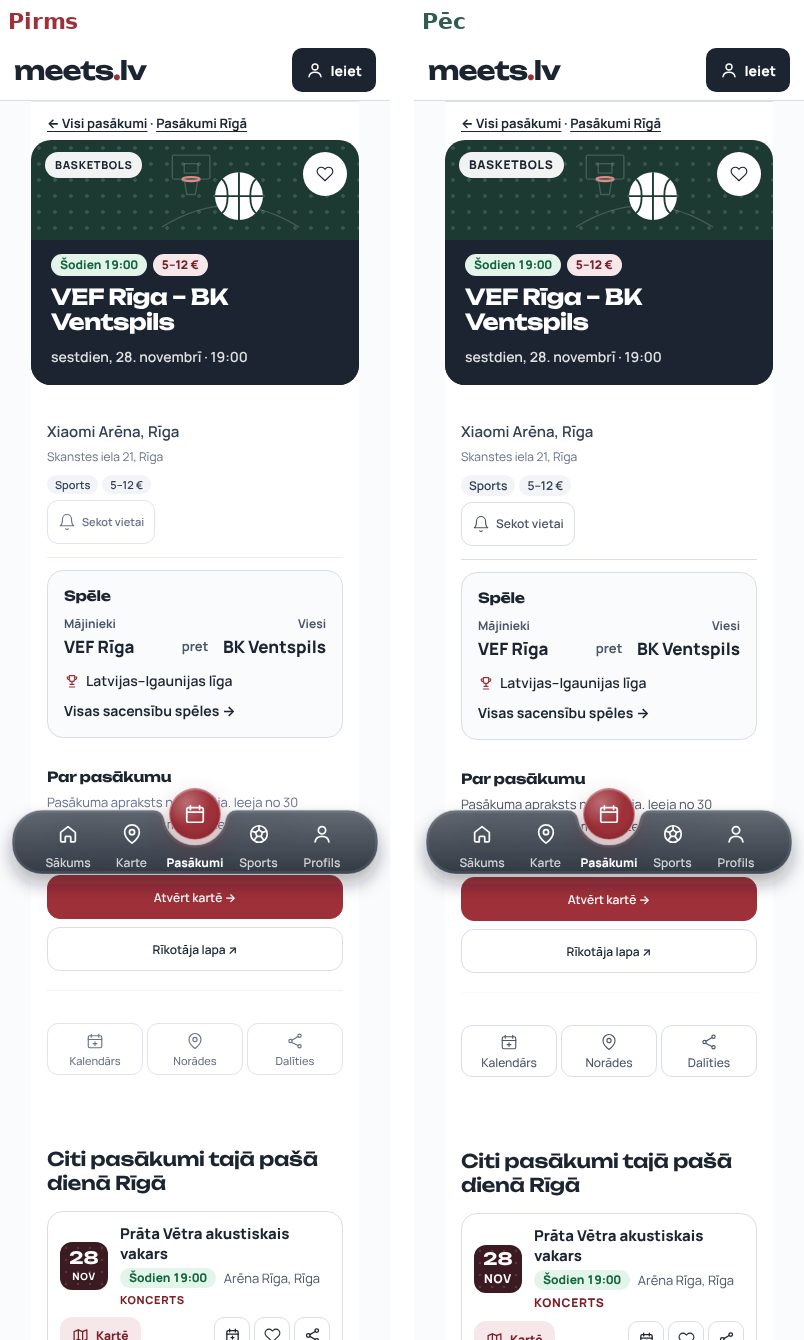 Pirms
meets.lv
Ieiet
← Visi pasākumi · Pasākumi Rīgā
BASKETBOLS
Šodien 19:00
5–12 €
VEF Rīga – BK
Ventspils
sestdien, 28. novembrī · 19:00
Xiaomi Arēna, Rīga
Skanstes iela 21, Rīga
Sports
5–12 €
Sekot vietai
Spēle
Mājinieki
Viesi
VEF Rīga
pret
BK Ventspils
Latvijas–Igaunijas līga
Visas sacensību spēles →
Par pasākumu
Pasākuma apraksts ieeja no 30
Sākums
Karte
Pasākumi
Sports
Profils
Atvērt kartē →
Rīkotāja lapa ↗
Kalendārs
Norādes
Dalīties
Citi pasākumi tajā pašā
dienā Rīgā
28
NOV
Prāta Vētra akustiskais
vakars
Šodien 19:00
Arēna Rīga, Rīga
KONCERTS
Kartē
Pēc
meets.lv
Ieiet
← Visi pasākumi · Pasākumi Rīgā
BASKETBOLS
Šodien 19:00
5–12 €
VEF Rīga – BK
Ventspils
sestdien, 28. novembrī · 19:00
Xiaomi Arēna, Rīga
Skanstes iela 21, Rīga
Sports
5–12 €
Sekot vietai
Spēle
Mājinieki
Viesi
VEF Rīga
pret
BK Ventspils
Latvijas–Igaunijas līga
Visas sacensību spēles →
Par pasākumu
Pasākuma apraksts ieeja no 30
Sākums
Karte
Pasākumi
Sports
Profils
Atvērt kartē →
Rīkotāja lapa ↗
Kalendārs
Norādes
Dalīties
Citi pasākumi tajā pašā
dienā Rīgā
28
NOV
Prāta Vētra akustiskais
vakars
Šodien 19:00
Arēna Rīga, Rīga
KONCERTS
Kartē